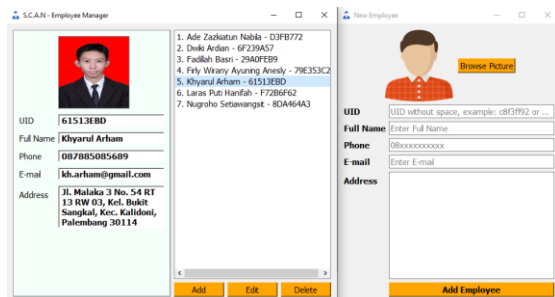 S.C.A.N - Employee Manager
UID 61513EBD
Full Name Khyarul Arham
Phone 087885085689
E-mail kh.arham@gmail.com
Address Jl. Malaka 3 No. 54 RT
13 RW 03, Kel. Bukit
Sangkal, Kec. Kalidoni,
Palembang 30114
1. Ade Zazkiatun Nabila - D3FB772
2. Dwiki Ardian - 6F239A57
3. Fadillah Basri - 29A0FEB9
4. Firly Wirany Ayuning Anesly - 79E353C2
5. Khyarul Arham - 61513EBD
6. Laras Puti Hanifah - F72B6F62
7. Nugroho Setiawangsit - 8DA464A3
Add Edit Delete
New Employee
Browse Picture
UID UID without space, example: c8f3ff92 or ...
Full Name Enter Full Name
Phone 08xxxxxxxxxx
E-mail Enter E-mail
Address
Add Employee